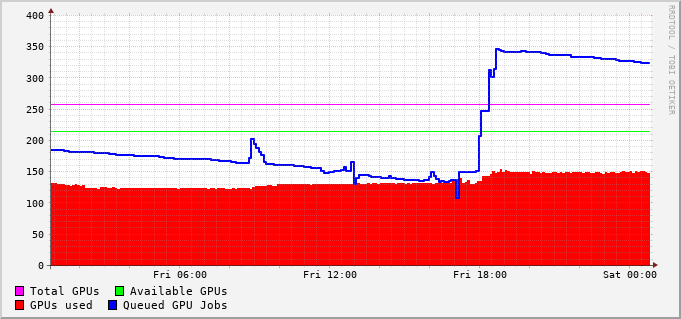 400
350
300
250
200
150
100
50
0
Fri 06:00 Fri 12:00 Fri 18:00 Sat 00:00
Total GPUs Available GPUs
GPUs used Queued GPU Jobs
RRDTOOL / TOBI OETIKER